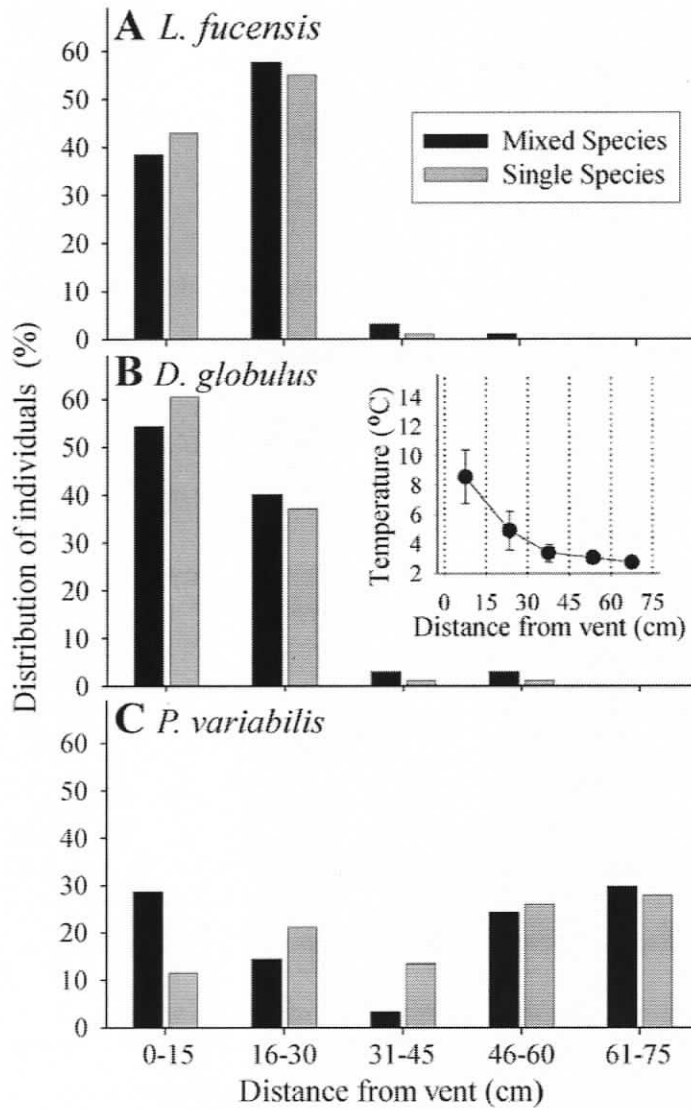 A L. fucensis
60
50
40
30
20
10
0
Mixed Species
Single Species
Distribution of individuals (%)
B D. globulus
60
50
40
30
20
10
0
Temperature (°C)
14
12
10
8
6
4
2
0 15 30 45 60 75
Distance from vent (cm)
C P. variabilis
60
50
40
30
20
10
0
0-15 16-30 31-45 46-60 61-75
Distance from vent (cm)